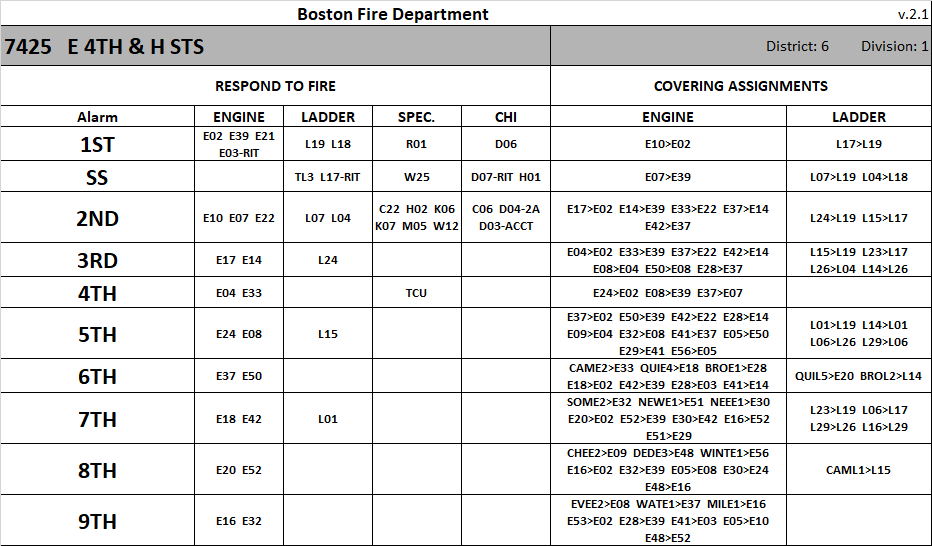 Boston Fire Department v.2.1
7425 E 4TH & H STS District: 6 Division: 1
RESPOND TO FIRE COVERING ASSIGNMENTS
Alarm ENGINE LADDER SPEC. CHI ENGINE LADDER
1ST
E02 E39 E21
E03-RIT
L19 L18
R01
D06
E10>E02
L17>L19
SS
TL3 L17-RIT
W25
D07-RIT H01
E07>E39
L07>L19 L04>L18
2ND
E10 E07 E22
L07 L04
C22 H02 K06
K07 M05 W12
C06 D04-2A
D03-ACCT
E17>E02 E14>E39 E33>E22 E37>E14
E42>E37
L24>L19 L15>L17
3RD
E17 E14
L24
E04>E02 E33>E39 E37>E22 E42>E14
E08>E04 E50>E08 E28>E37
L15>L19 L23>L17
L26>L04 L14>L26
4TH
E04 E33
TCU
E24>E02 E08>E39 E37>E07
5TH
E24 E08
L15
E37>E02 E50>E39 E42>E22 E28>E14
E09>E04 E32>E08 E41>E37 E05>E50
E29>E41 E56>E05
L01>L19 L14>L01
L06>L26 L29>L06
6TH
E37 E50
CAME2>E33 QUIE4>E18 BROE1>E28
E18>E02 E42>E39 E28>E03 E41>E14
QUIL5>E20 BROL2>L14
7TH
E18 E42
L01
SOME2>E32 NEWE1>E51 NEEE1>E30
E20>E02 E52>E39 E30>E42 E16>E52
E51>E29
L23>L19 L06>L17
L29>L26 L16>L29
8TH
E20 E52
CHEE2>E09 DEDE3>E48 WINTE1>E56
E16>E02 E32>E39 E05>E08 E30>E24
E48>E16
CAML1>L15
9TH
E16 E32
EVEE2>E08 WATE1>E37 MILE1>E16
E53>E02 E28>E39 E41>E03 E05>E10
E48>E52